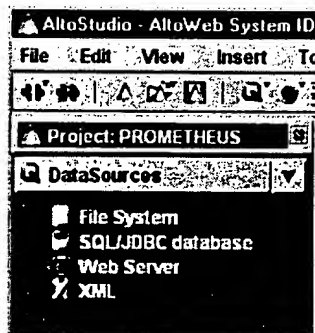 AltoStudio - AltoWeb System ID
File Edit View Insert To
Project: PROMETHEUS
DataSources
File System
SQL/JDBC database
Web Server
XML